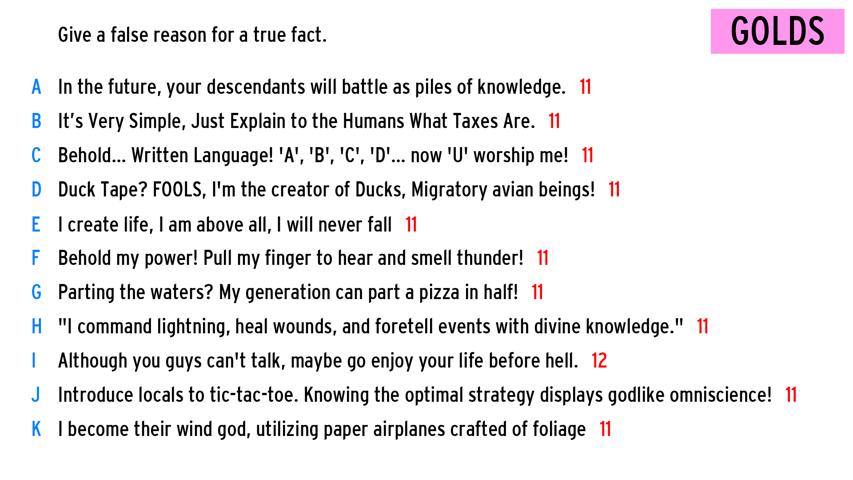 Give a false reason for a true fact.
GOLDS
A In the future, your descendants will battle as piles of knowledge. 11
B It’s Very Simple, Just Explain to the Humans What Taxes Are. 11
C Behold... Written Language! 'A', 'B', 'C', 'D'... now 'U' worship me! 11
D Duck Tape? FOOLS, I'm the creator of Ducks, Migratory avian beings! 11
E I create life, I am above all, I will never fall 11
F Behold my power! Pull my finger to hear and smell thunder! 11
G Parting the waters? My generation can part a pizza in half! 11
H "I command lightning, heal wounds, and foretell events with divine knowledge." 11
I Although you guys can't talk, maybe go enjoy your life before hell. 12
J Introduce locals to tic-tac-toe. Knowing the optimal strategy displays godlike omniscience! 11
K I become their wind god, utilizing paper airplanes crafted of foliage 11